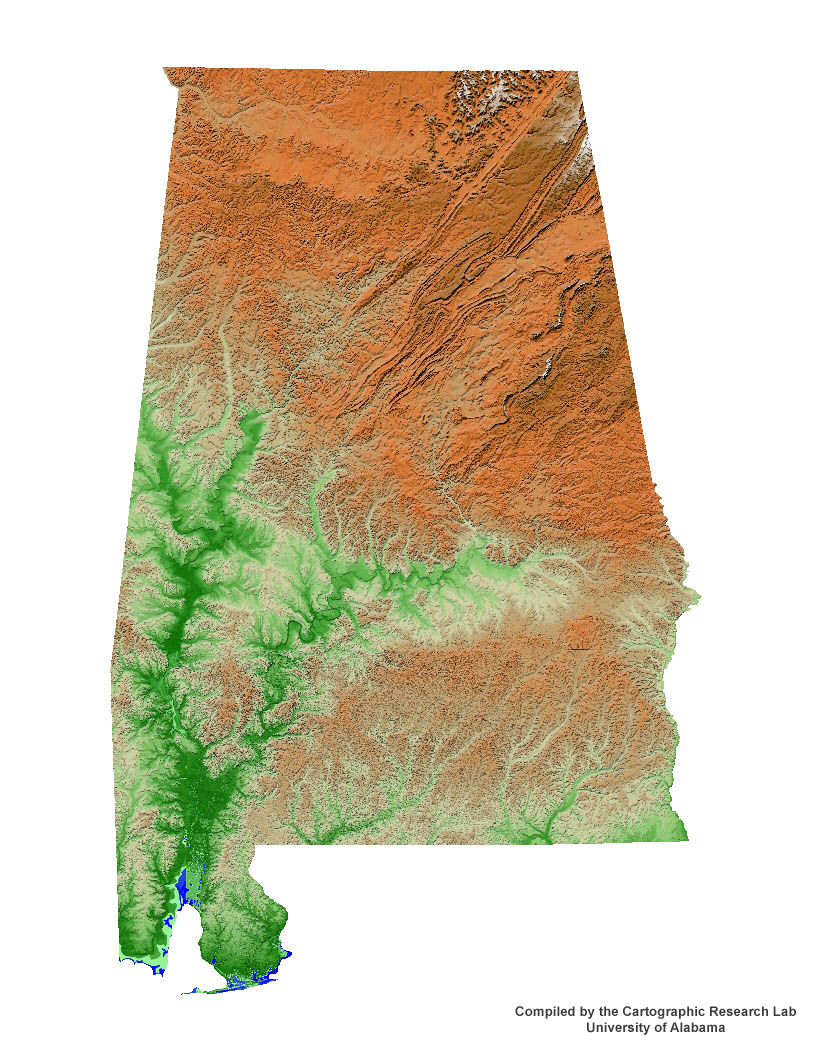 Compiled by the Cartographic Research Lab
University of Alabama